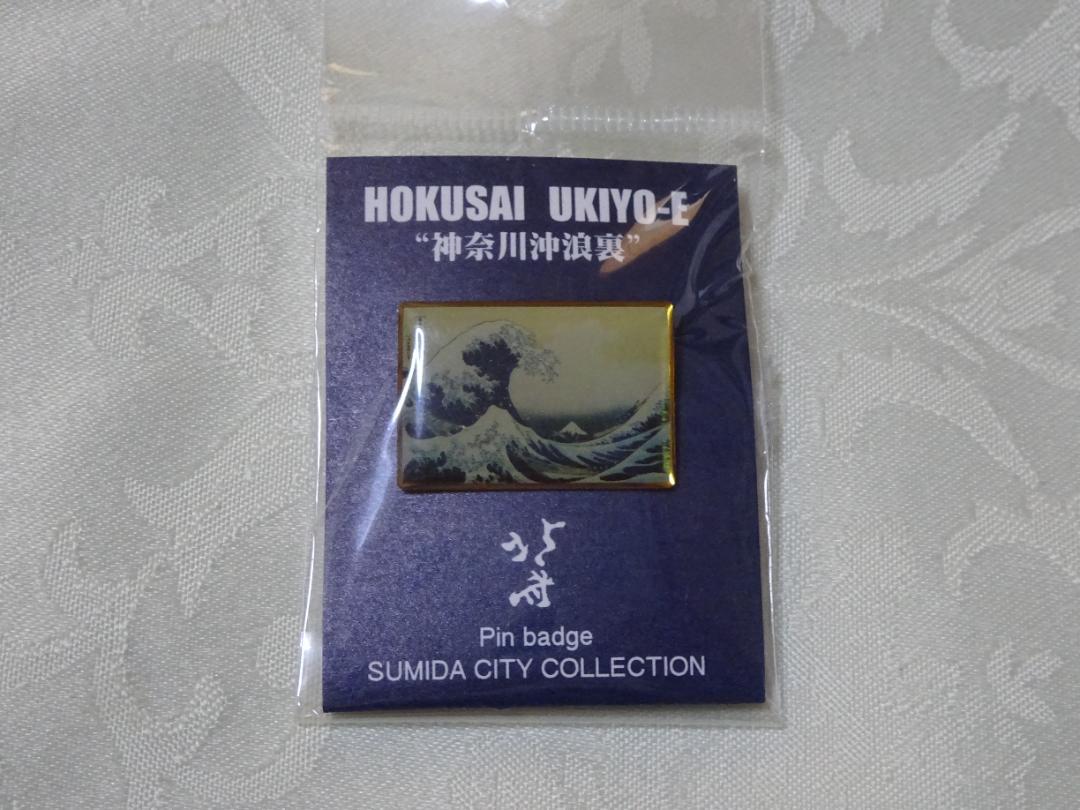 HOKUSAI UKIYO-E
“神奈川沖浪裏”
Pin badge
SUMIDA CITY COLLECTION